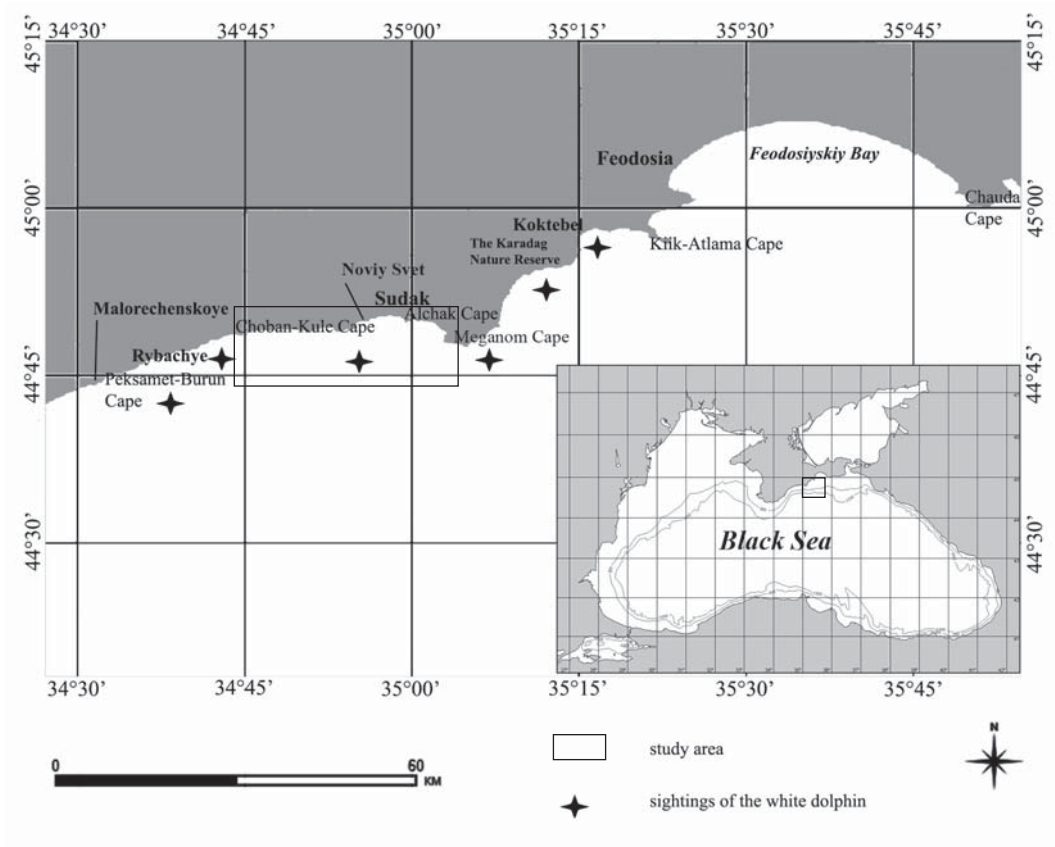 34°30’ 34°45’ 35°00’ 35°15’ 35°30’ 35°45’
45°15’ 45°15’
Feodosia
Feodosiyskiy Bay
45°00’ 45°00’
Chauda
Cape
Koktebel
Kiik-Atlama Cape
The Karadag
Nature Reserve
Noviy Svet
Sudak
Malorechenskoye
Alchak Cape
Choban-Kule Cape
Meganom Cape
Rybachye
44°45’ 44°45’
Peksamet-Burun
Cape
Black Sea
44°30’ 44°30’
34°30’ 34°45’ 35°00’ 35°15’ 35°30’ 35°45’
N
study area
0 60
KM
sightings of the white dolphin